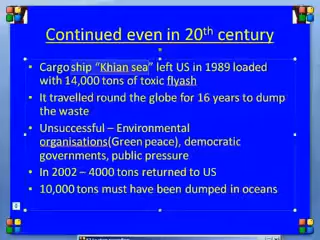 Continued even in 20th century
• Cargo ship “Khian sea” left US in 1989 loaded
with 14,000 tons of toxic flyash
• It travelled round the globe for 16 years to dump
the waste
• Unsuccessful – Environmental
organisations(Green peace), democratic
governments, public pressure
• In 2002 – 4000 tons returned to US
• 10,000 tons must have been dumped in oceans